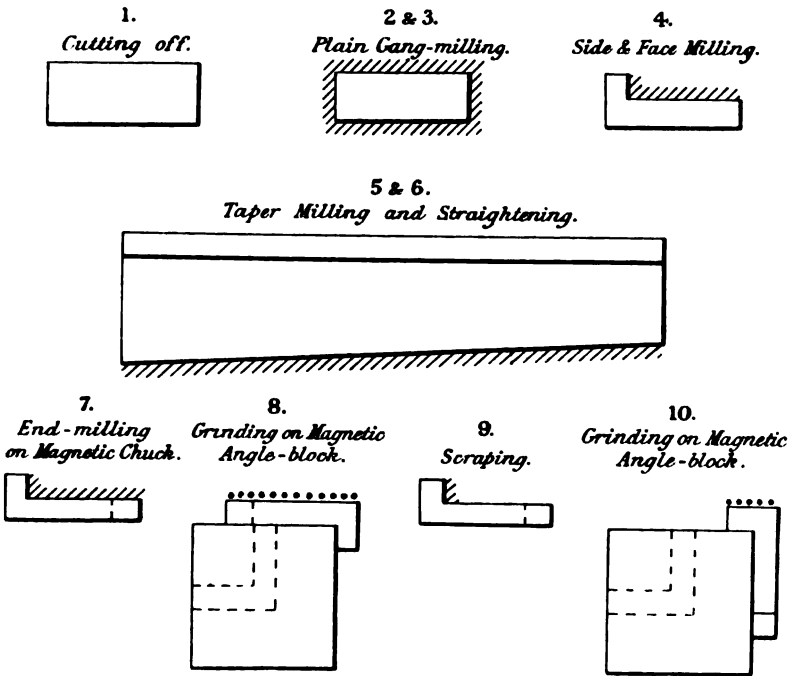 1.
Cutting off.
2 & 3.
Plain Gang-milling.
4.
Side & Face Milling.
5 & 6.
Taper Milling and Straightening.
7.
End-milling
on Magnetic Chuck.
8.
Grinding on Magnetic
Angle-block.
9.
Scraping.
10.
Grinding on Magnetic
Angle-block.